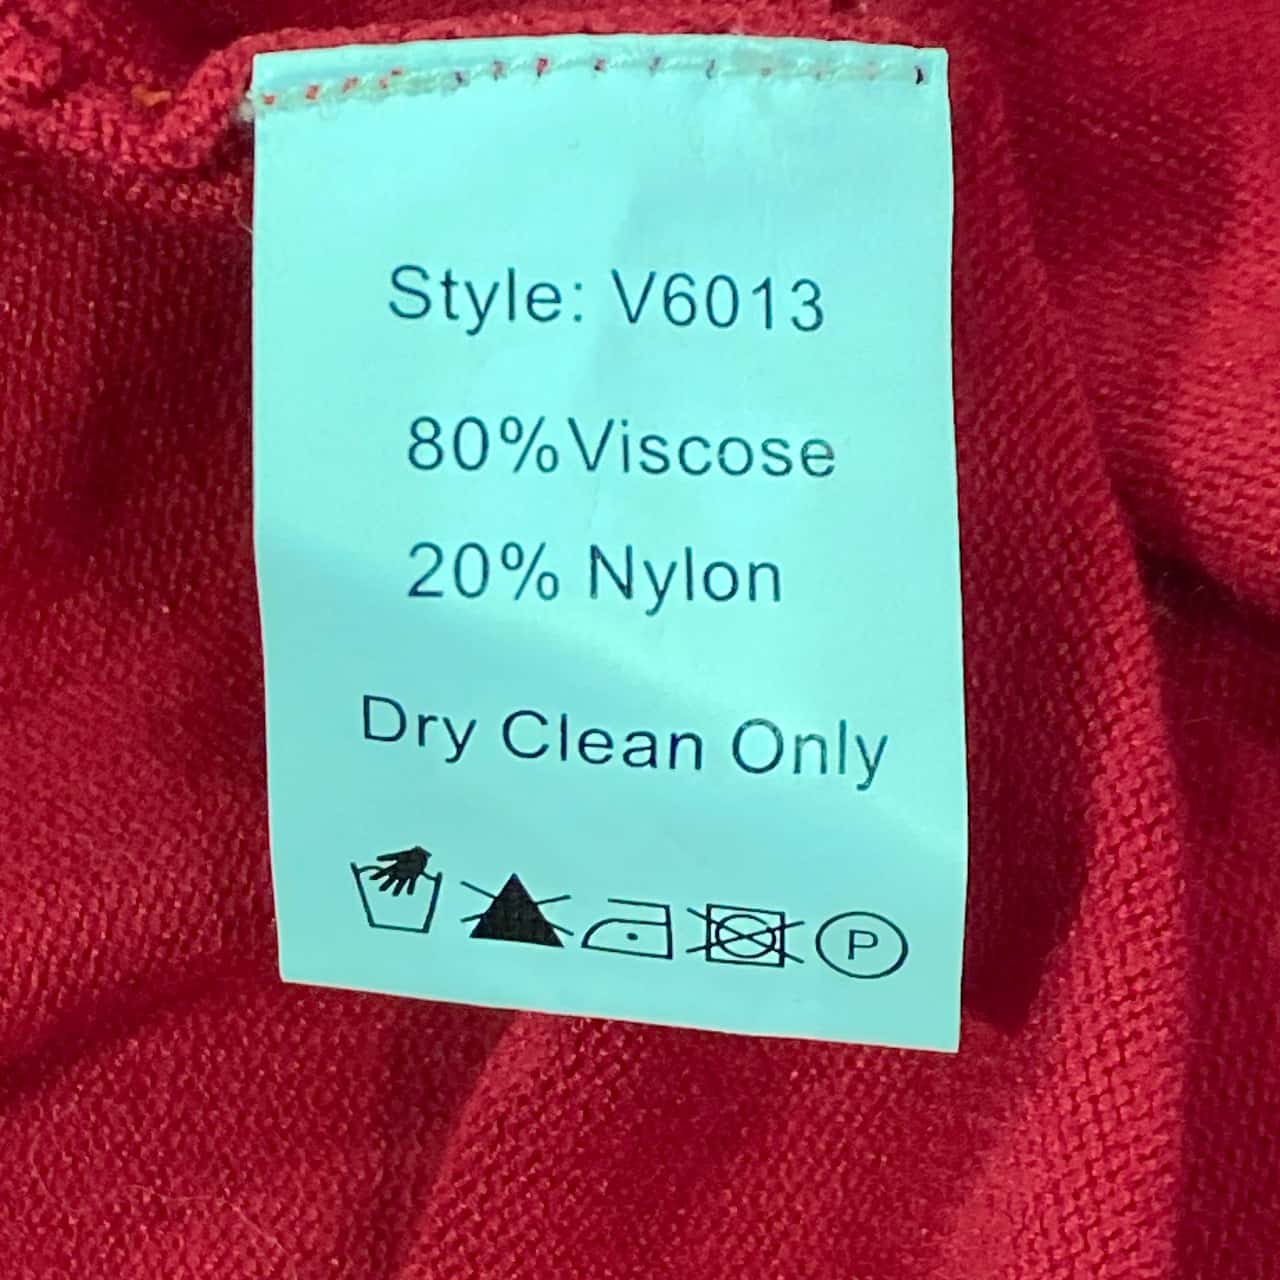 Style: V6013
80%Viscose
20% Nylon
Dry Clean Only
P